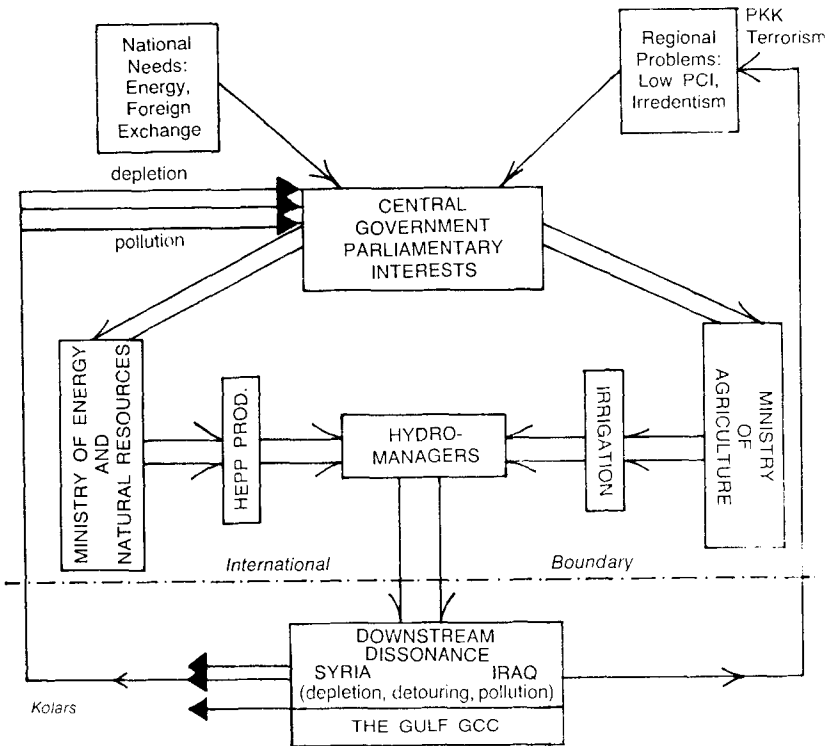 National
Needs:
Energy,
Foreign
Exchange
PKK
Terrorism
Regional
Problems:
Low PCI,
Irredentism
depletion
pollution
CENTRAL
GOVERNMENT
PARLIAMENTARY
INTERESTS
MINISTRY OF ENERGY
AND
NATURAL RESOURCES
HEPP PROD.
HYDRO-
MANAGERS
IRRIGATION
MINISTRY
OF
AGRICULTURE
International
Boundary
DOWNSTREAM
DISSONANCE
SYRIA IRAQ
(depletion, detouring, pollution)
THE GULF GCC
Kolars